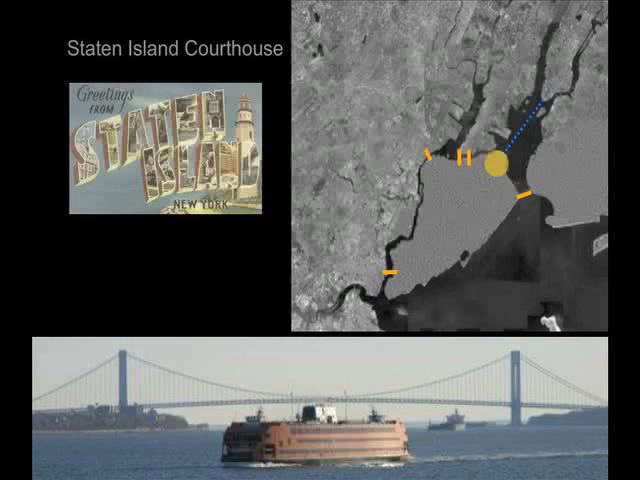 Staten Island Courthouse
Greetings
FROM
STATEN
ISLAND
NEW YORK